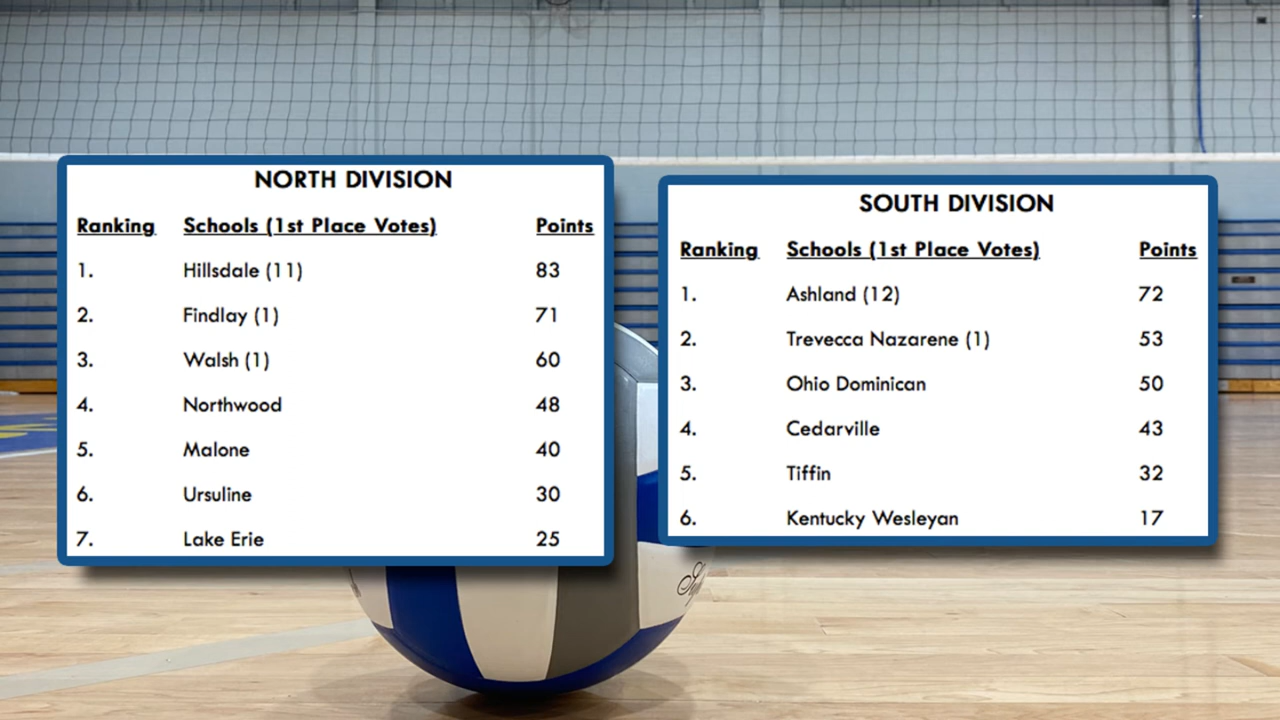 NORTH DIVISION
Ranking Schools (1st Place Votes) Points
1. Hillsdale (11) 83
2. Findlay (1) 71
3. Walsh (1) 60
4. Northwood 48
5. Malone 40
6. Ursuline 30
7. Lake Erie 25
SOUTH DIVISION
Ranking Schools (1st Place Votes) Points
1. Ashland (12) 72
2. Trevecca Nazarene (1) 53
3. Ohio Dominican 50
4. Cedarville 43
5. Tiffin 32
6. Kentucky Wesleyan 17